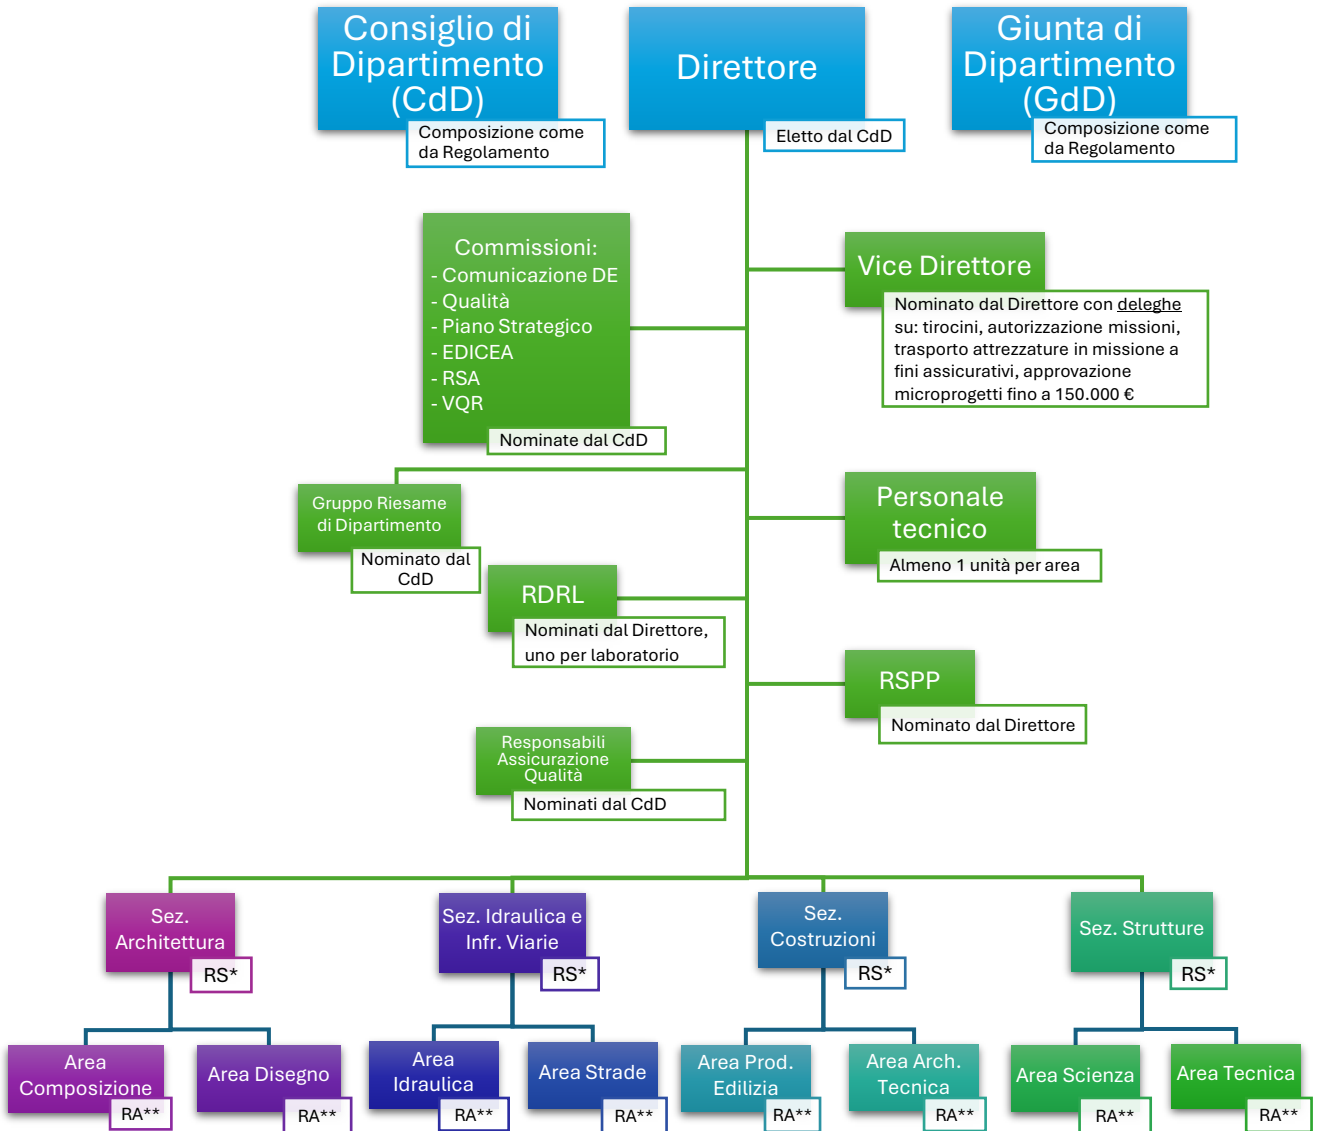 Consiglio di
Dipartimento
(CdD)
Composizione come
da Regolamento
Direttore
Eletto dal CdD
Giunta di
Dipartimento
(GdD)
Composizione come
da Regolamento
Commissioni:
- Comunicazione DE
- Qualità
- Piano Strategico
- EDICEA
- RSA
- VQR
Nominate dal CdD
Vice Direttore
Nominato dal Direttore con deleghe
su: tirocini, autorizzazione missioni,
trasporto attrezzature in missione a
fini assicurativi, approvazione
microprogetti fino a 150.000 €
Gruppo Riesame
di Dipartimento
Nominato dal
CdD
Personale
tecnico
Almeno 1 unità per area
RDRL
Nominati dal Direttore,
uno per laboratorio
RSPP
Nominato dal Direttore
Responsabili
Assicurazione
Qualità
Nominati dal CdD
Sez.
Architettura
RS*
Sez. Idraulica e
Infr. Viarie
RS*
Sez.
Costruzioni
RS*
Sez. Strutture
RS*
Area
Composizione
RA**
Area Disegno
RA**
Area
Idraulica
RA**
Area Strade
RA**
Area Prod.
Edilizia
RA**
Area Arch.
Tecnica
RA**
Area Scienza
RA**
Area Tecnica
RA**